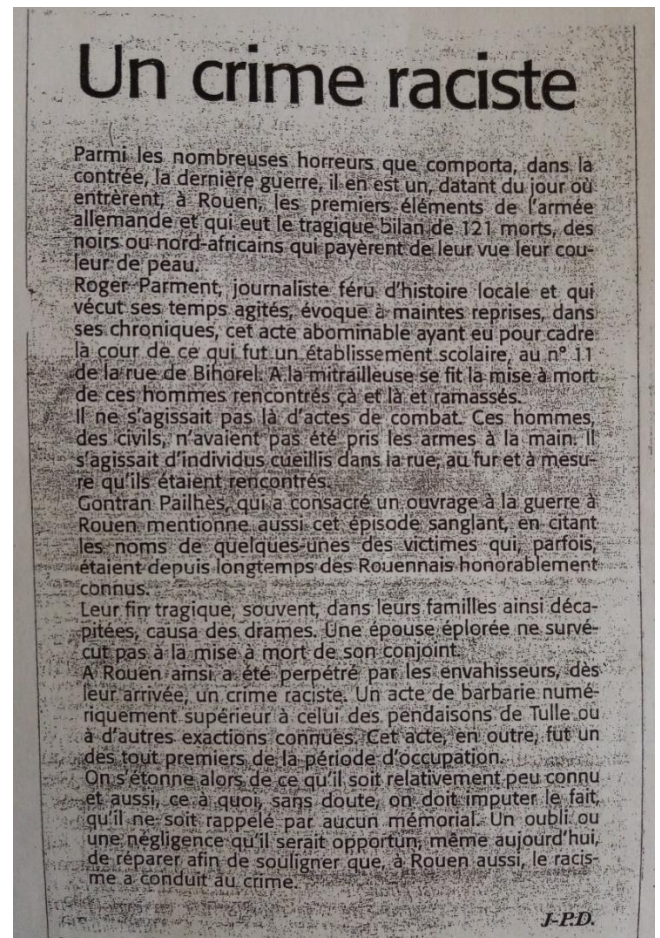 Un crime raciste
Parmi les nombreuses horreurs que comporta, dans la
contrée, la dernière guerre, il en est un, datant du jour où
entrèrent, à Rouen, les premiers éléments de l'armée
allemande et qui eut le tragique bilan de 121 morts, des
noirs ou nord-africains qui payèrent de leur vue leur cou-
leur de peau.
Roger Parment, journaliste féru d'histoire locale et qui
vécut ses temps agités, évoque à maintes reprises, dans
ses chroniques, cet acte abominable ayant eu pour cadre
la cour de ce qui fut un établissement scolaire, au n° 11
de la rue de Bihorel. A la mitrailleuse se fit la mise à mort
de ces hommes rencontrés çà et là et ramassés.
Il ne s'agissait pas là d'actes de combat. Ces hommes,
des civils, n'avaient pas été pris les armes à la main. Il
s'agissait d'individus cueillis dans la rue, au fur et à mesu-
re qu'ils étaient rencontrés.
Gontran Pailhès, qui a consacré un ouvrage à la guerre à
Rouen mentionne aussi cet épisode sanglant, en citant
les noms de quelques-unes des victimes qui, parfois,
étaient depuis longtemps des Rouennais honorablement
connus.
Leur fin tragique, souvent, dans leurs familles ainsi déca-
pitées, causa des drames. Une épouse éplorée ne survé-
cut pas à la mise à mort de son conjoint.
A Rouen ainsi a été perpétré par les envahisseurs, dès
leur arrivée, un crime raciste. Un acte de barbarie numé-
riquement supérieur à celui des pendaisons de Tulle ou
à d'autres exactions connues. Cet acte, en outre, fut un
des tout premiers de la période d'occupation.
On s'étonne alors de ce qu'il soit relativement peu connu
et aussi, ce à quoi, sans doute, on doit imputer le fait,
qu'il ne soit rappelé par aucun mémorial. Un oubli ou
une négligence qu'il serait opportun, même aujourd'hui,
de réparer afin de souligner que, à Rouen aussi, le racis-
me a conduit au crime.
J-P.D.